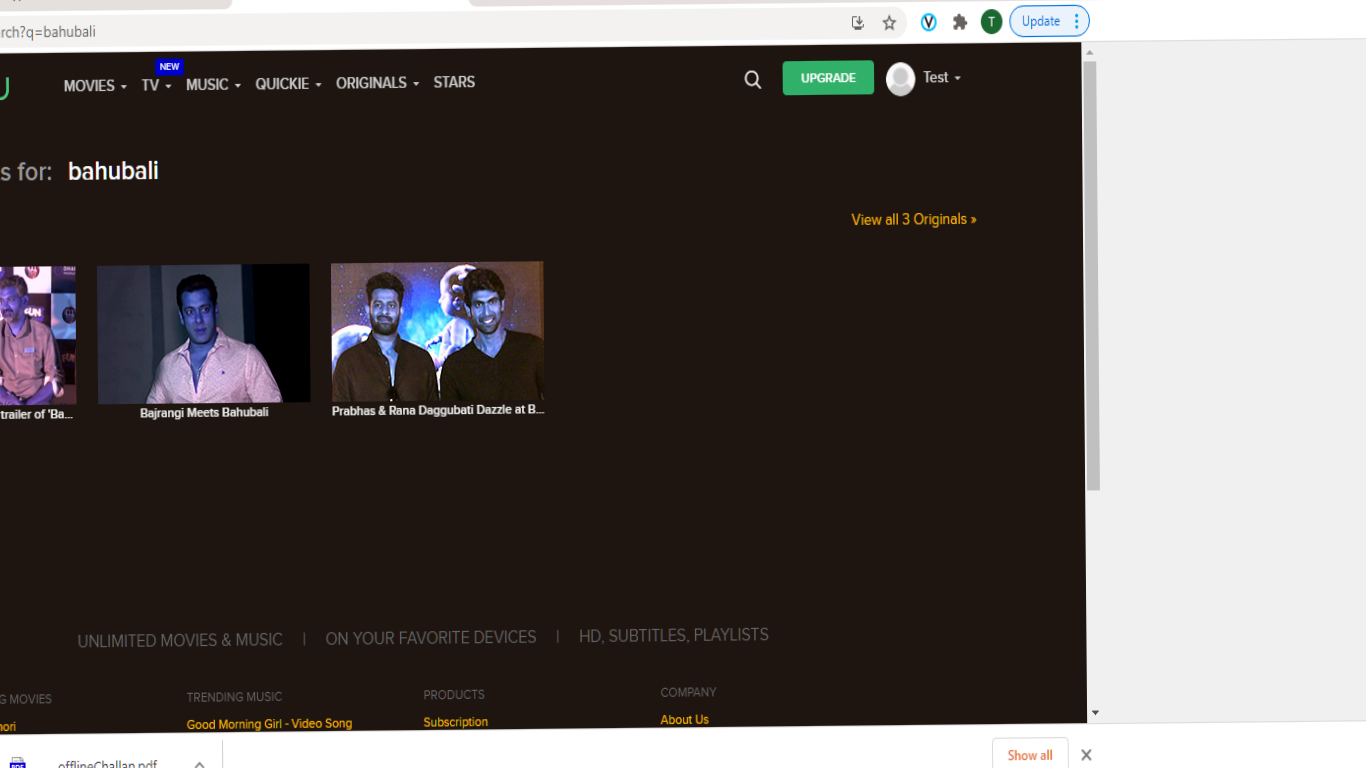 rch?q=bahubali
Update
NEW
MOVIES TV MUSIC QUICKIE ORIGINALS STARS
UPGRADE Test
s for: bahubali
View all 3 Originals »
trailer of 'Ba...
Bajrangi Meets Bahubali
Prabhas & Rana Daggubati Dazzle at B...
UNLIMITED MOVIES & MUSIC | ON YOUR FAVORITE DEVICES | HD, SUBTITLES, PLAYLISTS
G MOVIES TRENDING MUSIC PRODUCTS COMPANY
nori Good Morning Girl - Video Song Subscription About Us
offlineChallan.pdf Show all